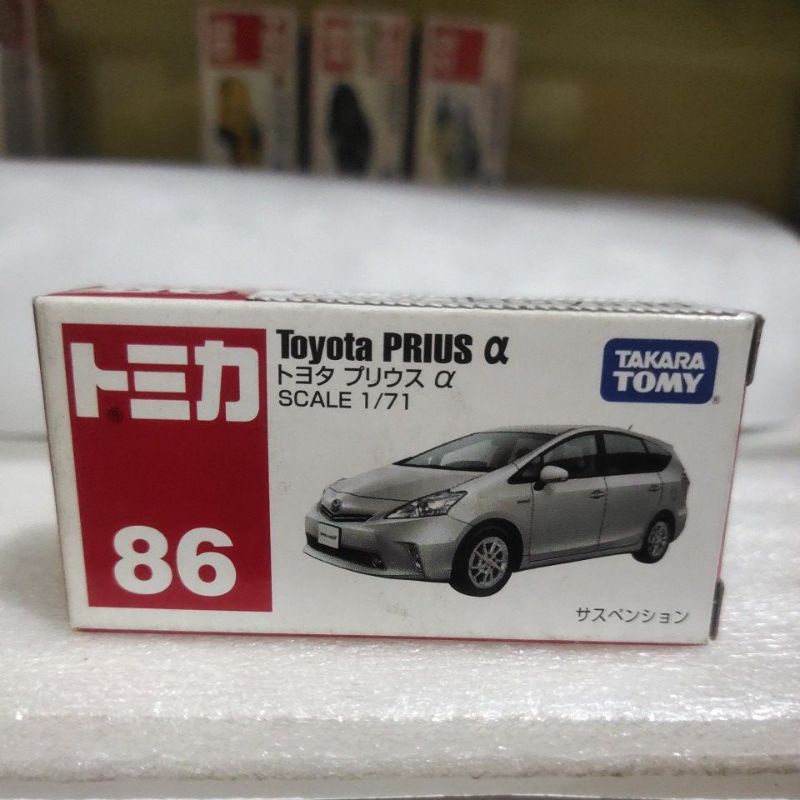 トミカ®
86
Toyota PRIUS α
トヨタ プリウス α
SCALE 1/71
TAKARA
TOMY®
サスペンション